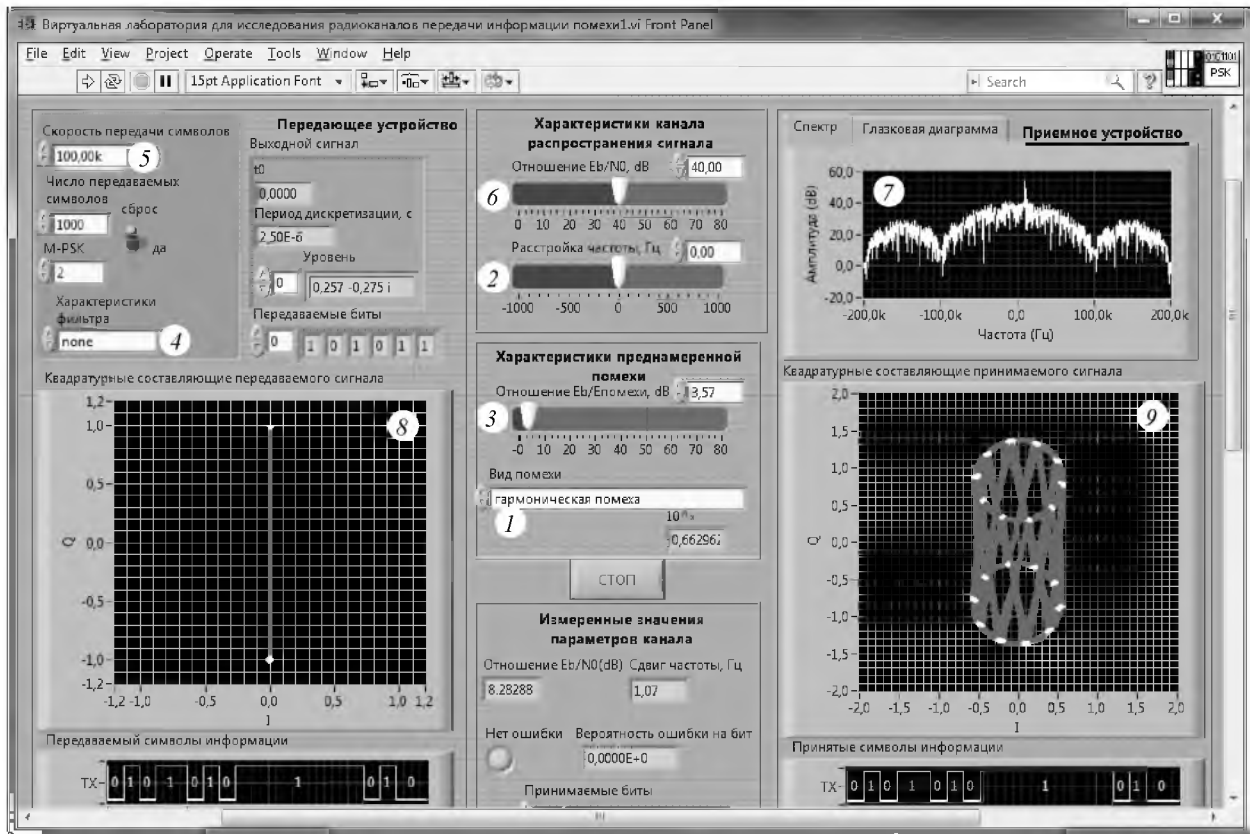 Виртуальная лаборатория для исследования радиоканалов передачи информации помехи1.vi Front Panel
File Edit View Project Operate Tools Window Help
15pt Application Font
Search
PSK
Передающее устройство
Скорость передачи символов
100,00k
5
Число передаваемых
символов
1000
сброс
да
M-PSK
2
Характеристики
фильтра
none
4
Выходной сигнал
t0
0,0000
Период дискретизации, с
2,50E-6
Уровень
0
0,257 -0,275 i
Передаваемые биты
0
1 0 1 0 1 1
Квадратурные составляющие передаваемого сигнала
8
1,2
1,0
0,5
0,0
-0,5
-1,0
-1,2
Q
-1,2 -1,0 -0,5 0,0 0,5 1,0 1,2
I
Передаваемый символы информации
TX
0 1 0 1 0 1 0 1 0 1 0
Характеристики канала
распространения сигнала
Отношение Eb/N0, dB
40,00
6
0 10 20 30 40 50 60 70 80
Расстройка частоты, Гц
0,00
2
-1000 -500 0 500 1000
Характеристики преднамеренной
помехи
Отношение Eb/Eпомехи, dB
3,57
3
-0 10 20 30 40 50 60 70 80
Вид помехи
гармоническая помеха
1
СТОП
Измеренные значения
параметров канала
Отношение Eb/N0(dB) Сдвиг частоты, Гц
8.28288
1,07
Нет ошибки Вероятность ошибки на бит
0,0000E+0
Принимаемые биты
Спектр
Глазковая диаграмма
Приемное устройство
7
60,0
40,0
20,0
0,0
-20,0
Амплитуда (dB)
-200,0k -100,0k 0,0 100,0k 200,0k
Частота (Гц)
Квадратурные составляющие принимаемого сигнала
9
2,0
1,5
1,0
0,5
0,0
-0,5
-1,0
-1,5
-2,0
Q
-2,0 -1,5 -1,0 -0,5 0,0 0,5 1,0 1,5 2,0
I
Принятые символы информации
TX
0 1 0 1 0 1 0 1 0 1 0